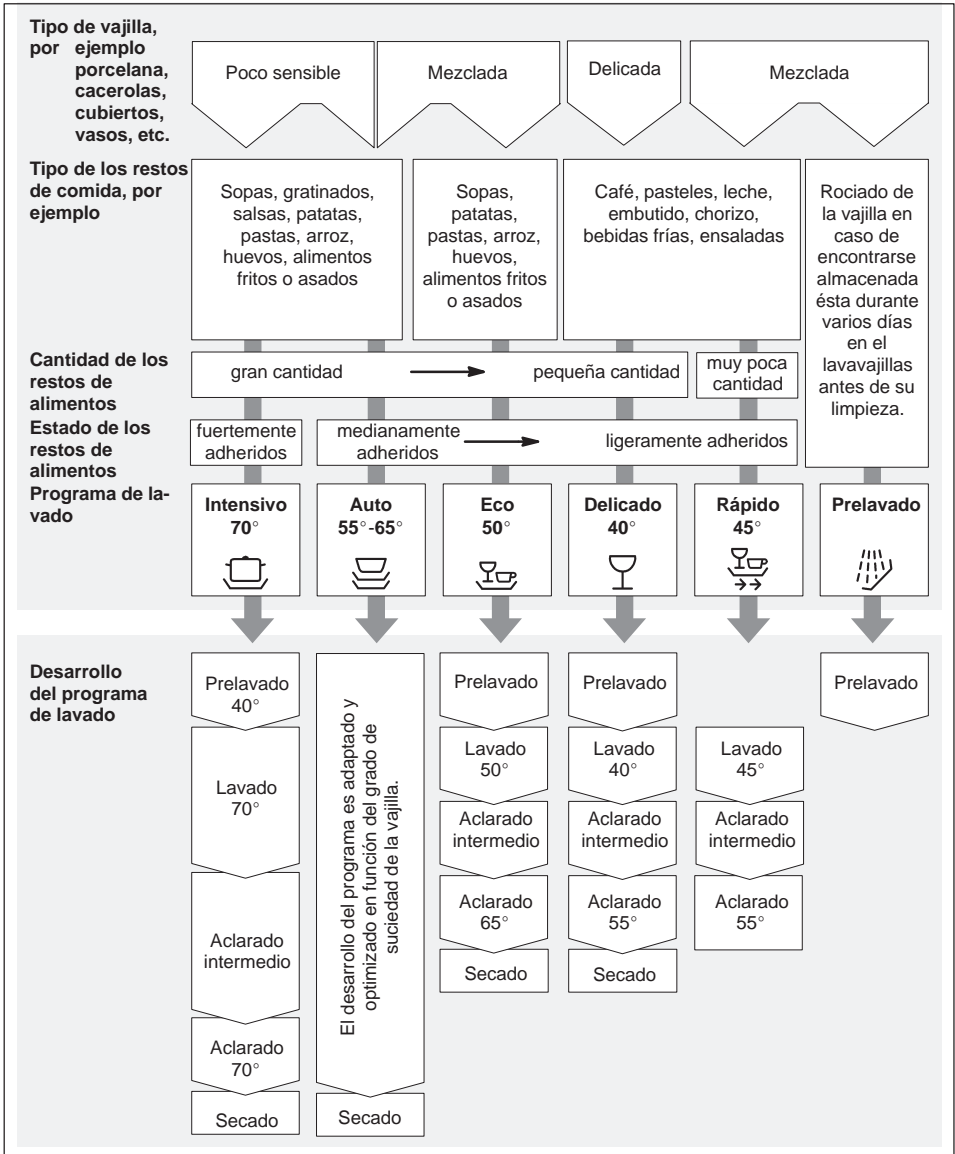 Tipo de vajilla,
por ejemplo
porcelana,
cacerolas,
cubiertos,
vasos, etc.
Poco sensible
Mezclada
Delicada
Mezclada
Tipo de los restos
de comida, por
ejemplo
Sopas, gratinados,
salsas, patatas,
pastas, arroz,
huevos, alimentos
fritos o asados
Sopas,
patatas,
pastas, arroz,
huevos,
alimentos fritos
o asados
Café, pasteles, leche,
embutido, chorizo,
bebidas frías, ensaladas
Rociado de
la vajilla en
caso de
encontrarse
almacenada
ésta durante
varios días
en el
lavavajillas
antes de su
limpieza.
Cantidad de los
restos de
alimentos
gran cantidad
pequeña cantidad
muy poca
cantidad
Estado de los
restos de
alimentos
fuertemente
adheridos
medianamente
adheridos
ligeramente adheridos
Programa de la-
vado
Intensivo
70°
Auto
55°-65°
Eco
50°
Delicado
40°
Rápido
45°
Prelavado
Desarrollo
del programa
de lavado
Prelavado
40°
Lavado
70°
Aclarado
intermedio
Aclarado
70°
Secado
El desarrollo del programa es adaptado y
optimizado en función del grado de
suciedad de la vajilla.
Secado
Prelavado
Lavado
50°
Aclarado
intermedio
Aclarado
65°
Secado
Prelavado
Lavado
40°
Aclarado
intermedio
Aclarado
55°
Secado
Lavado
45°
Aclarado
intermedio
Aclarado
55°
Prelavado